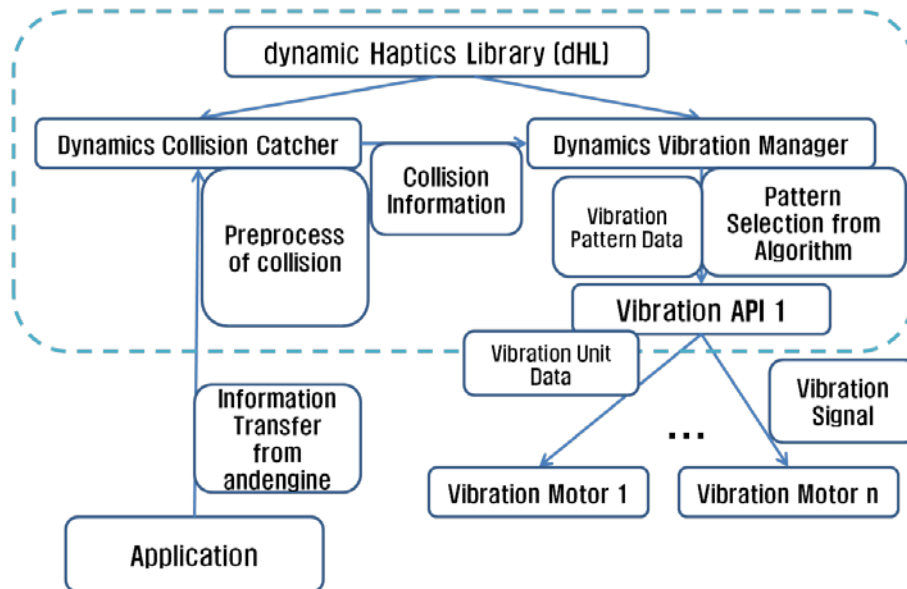 dynamic Haptics Library (dHL)
Dynamics Collision Catcher
Dynamics Vibration Manager
Collision
Information
Preprocess
of collision
Vibration
Pattern Data
Pattern
Selection from
Algorithm
Vibration API 1
Vibration Unit
Data
Vibration
Signal
Information
Transfer
from
andengine
...
Vibration Motor 1
Vibration Motor n
Application